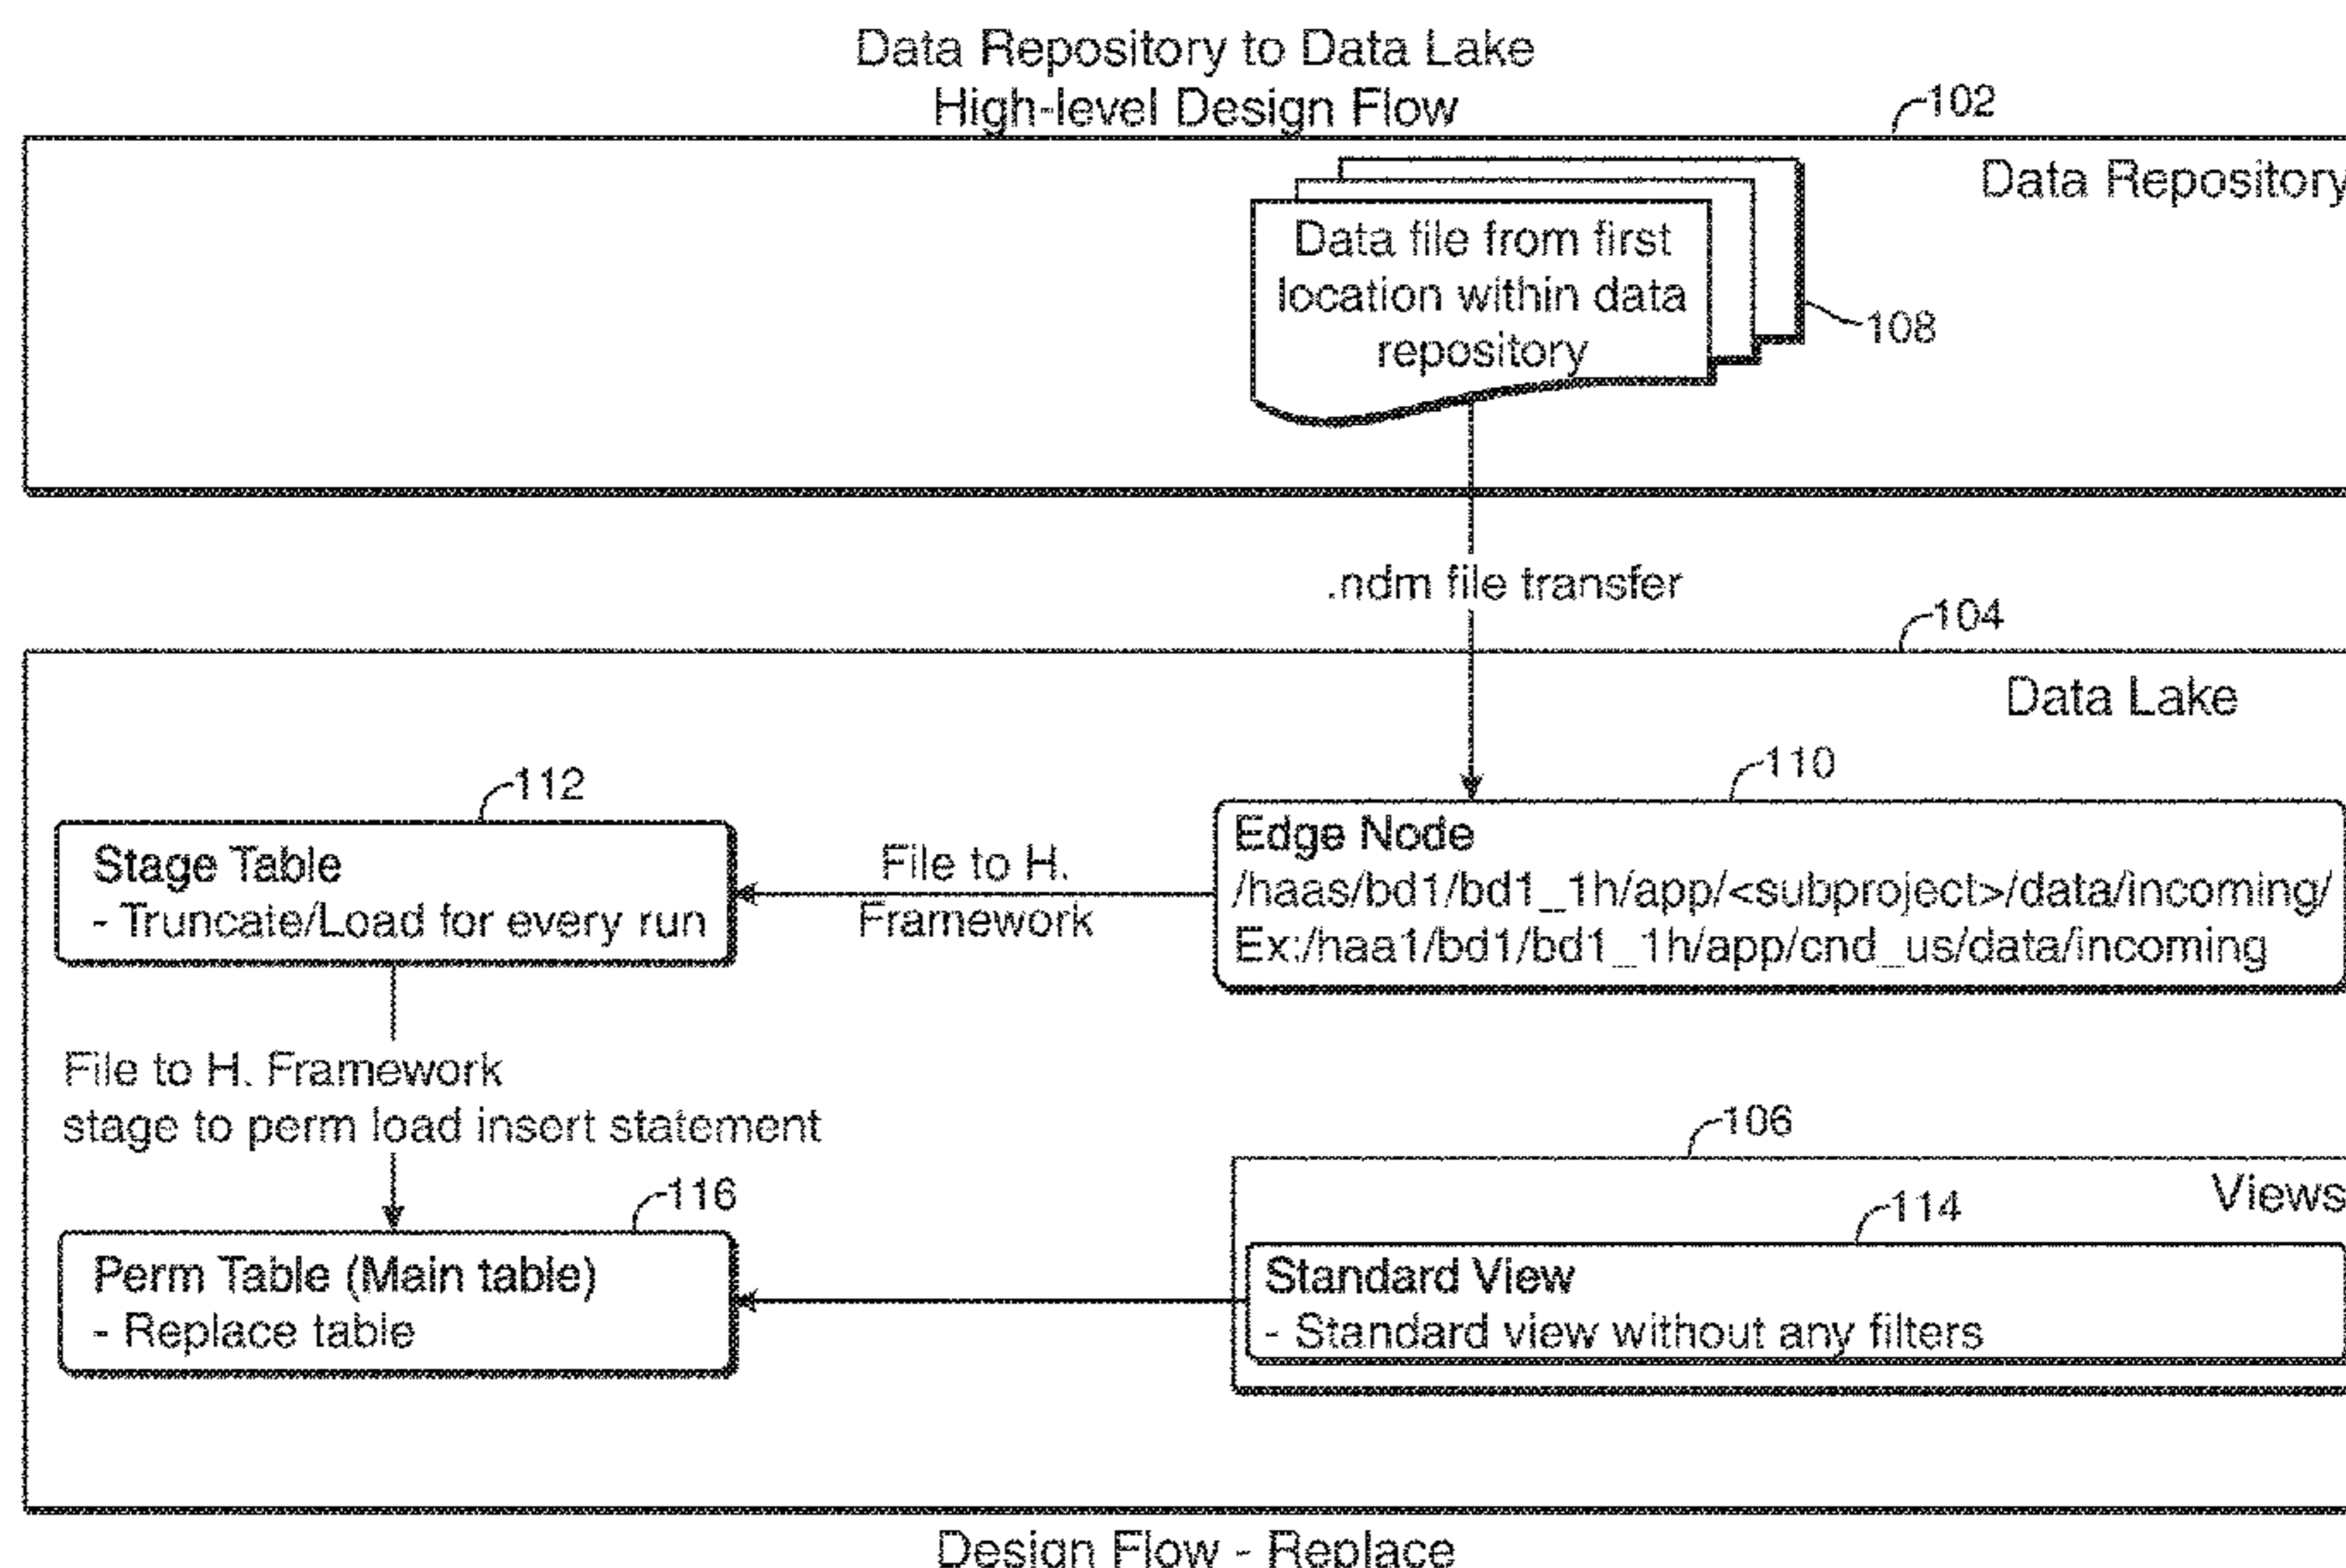 Data Repository to Data Lake
High-level Design Flow
102
Data Repository
Data file from first
location within data
repository
108
.ndm file transfer
104
Data Lake
112
Stage Table
- Truncate/Load for every run
File to H.
Framework
110
Edge Node
/haas/bd1/bd1_1h/app/<subproject>/data/incoming/
Ex:/haa1/bd1/bd1_1h/app/cnd_us/data/incoming
File to H. Framework
stage to perm load insert statement
116
Perm Table (Main table)
- Replace table
106
Views
114
Standard View
- Standard view without any filters
Design Flow - Replace